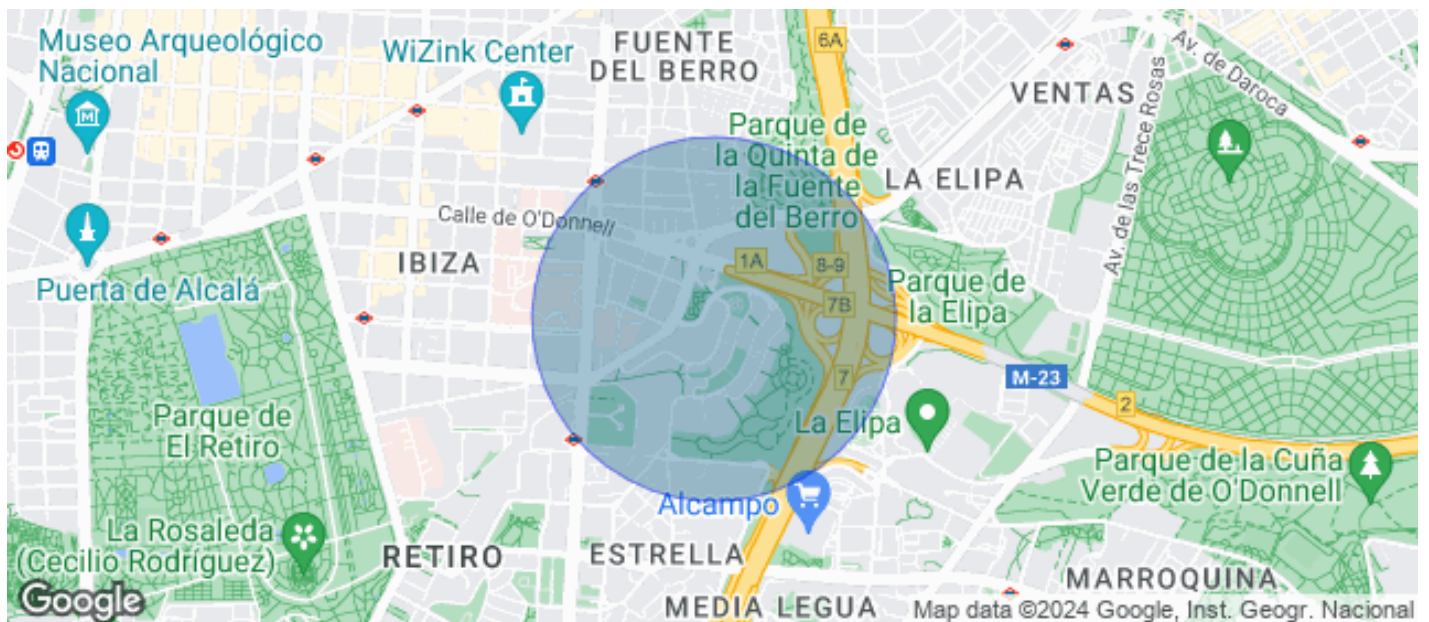 Museo Arqueológico
Nacional
WiZink Center
FUENTE
DEL BERRO
6A
VENTAS
Av. de Daroca
Parque de
la Quinta de
la Fuente
del Berro
LA ELIPA
Av. de las Trece Rosas
Calle de O'Donnell
IBIZA
1A
8-9
7B
Puerta de Alcalá
Parque de
la Elipa
7
M-23
2
Parque de
El Retiro
La Elipa
Parque de la Cuña
Verde de O'Donnell
Alcampo
La Rosaleda
(Cecilio Rodríguez)
RETIRO
ESTRELLA
MARROQUINA
MEDIA LEGUA
Google
Map data ©2024 Google, Inst. Geogr. Nacional